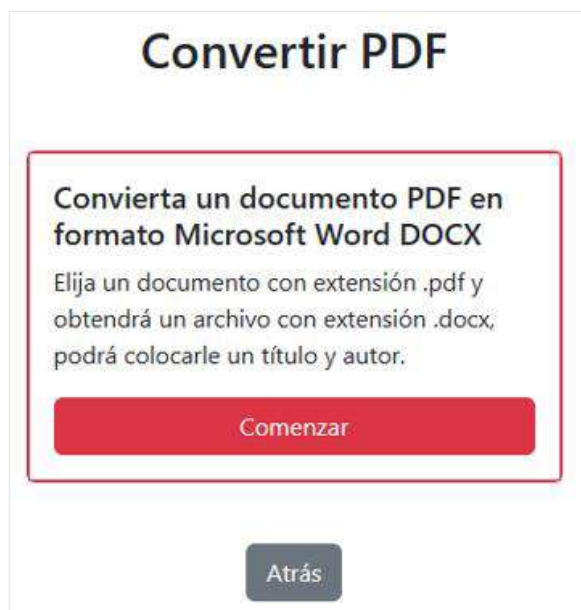 Convertir PDF
Convierta un documento PDF en
formato Microsoft Word DOCX
Elija un documento con extensión .pdf y
obtendrá un archivo con extensión .docx,
podrá colocarle un título y autor.
Comenzar
Atrás